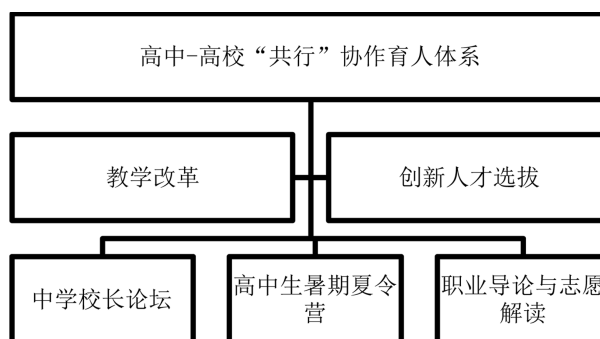 高中-高校“共行”协作育人体系
教学改革
创新人才选拔
中学校长论坛
高中生暑期夏令
营
职业导论与志愿
解读